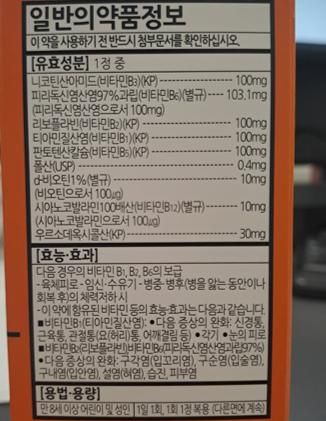 일반의약품정보
이 약을 사용하기 전 반드시 첨부문서를 확인하십시오.
[유효성분] 1정 중
니코틴산아미드(비타민B3)(KP) 100mg
피리독신염산염97%과립(비타민B6)(별규) 103.1mg
(피리독신염산염으로서 100mg)
리보플라빈(비타민B2)(KP) 100mg
티아민질산염(비타민B1)(KP) 100mg
판토텐산칼슘(비타민B5)(KP) 100mg
폴산(USP) 0.4mg
d-비오틴1%(별규) 10mg
(비오틴으로서 100㎍)
시아노코발라민100배산(비타민B12)(별규) 10mg
(시아노코발라민으로서 100㎍)
우르소데옥시콜산(KP) 30mg
[효능·효과]
다음 경우의 비타민 B1, B2, B6의 보급
- 육체피로 - 임신·수유기 - 병중·병후(병을 앓는 동안이나
회복 후)의 체력저하 시
- 이 약에 함유된 비타민 등의 효능·효과는 다음과 같습니다.
■비타민B1(티아민질산염): ●다음 증상의 완화: 신경통,
근육통, 관절통(요(허리)통, 어깨결림 등) ●각기 ●눈의 피로
■비타민B2(리보플라빈)비타민B6(피리독신염산염과립97%)
●다음 증상의 완화: 구각염(입꼬리염), 구순염(입술염),
구내염(입안염), 설염(혀염), 습진, 피부염
[용법·용량]
만 8세 이상 어린이 및 성인 1일 1회, 1회 1정 복용 (다른면에 계속)